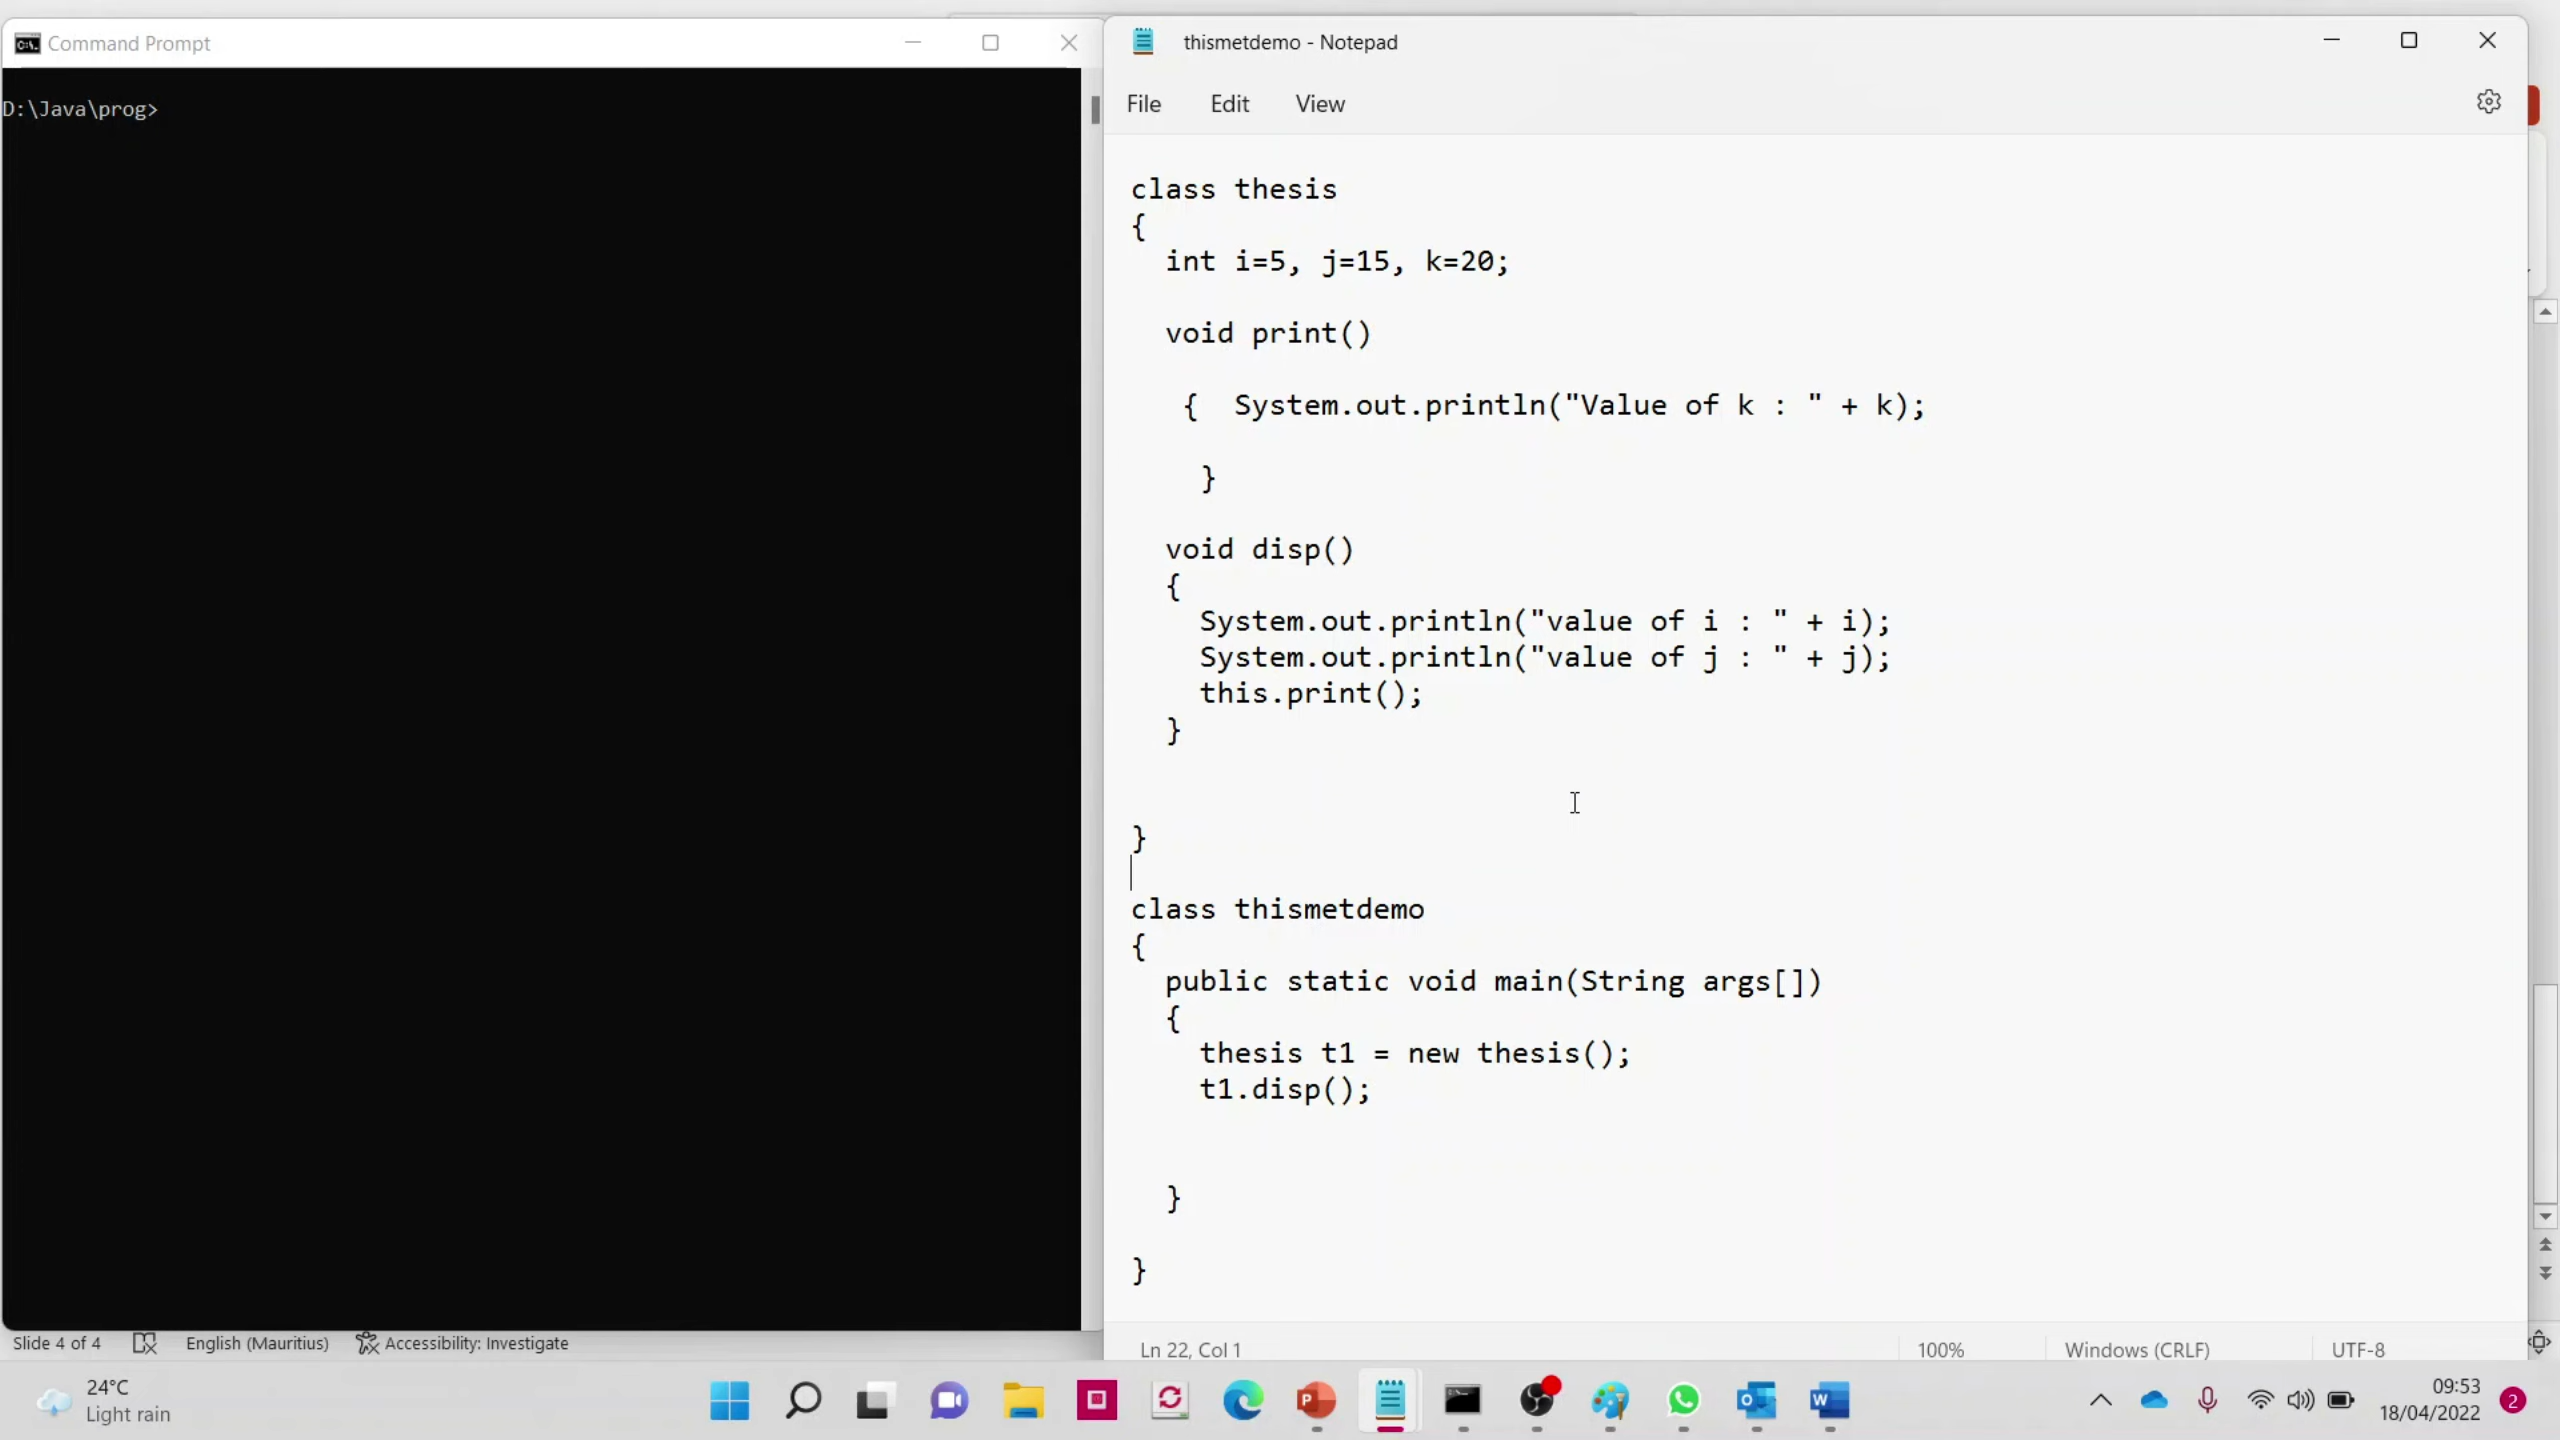 Command Prompt
D:\Java\prog>
thismetdemo - Notepad
File Edit View
class thesis
{
int i=5, j=15, k=20;
void print()
{ System.out.println("Value of k : " + k);
}
void disp()
{
System.out.println("value of i : " + i);
System.out.println("value of j : " + j);
this.print();
}
}
class thismetdemo
{
public static void main(String args[])
{
thesis t1 = new thesis();
t1.disp();
}
}
Ln 22, Col 1 100% Windows (CRLF) UTF-8
Slide 4 of 4 English (Mauritius) Accessibility: Investigate
24°C
Light rain
09:53
18/04/2022
2